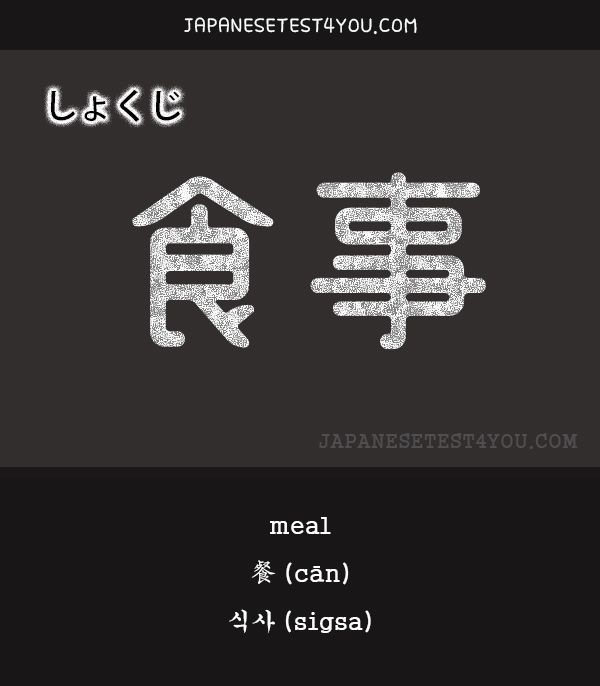 JAPANESETEST4YOU.COM
しょくじ
食事
JAPANESETEST4YOU.COM
meal
餐 (cān)
식사 (sigsa)